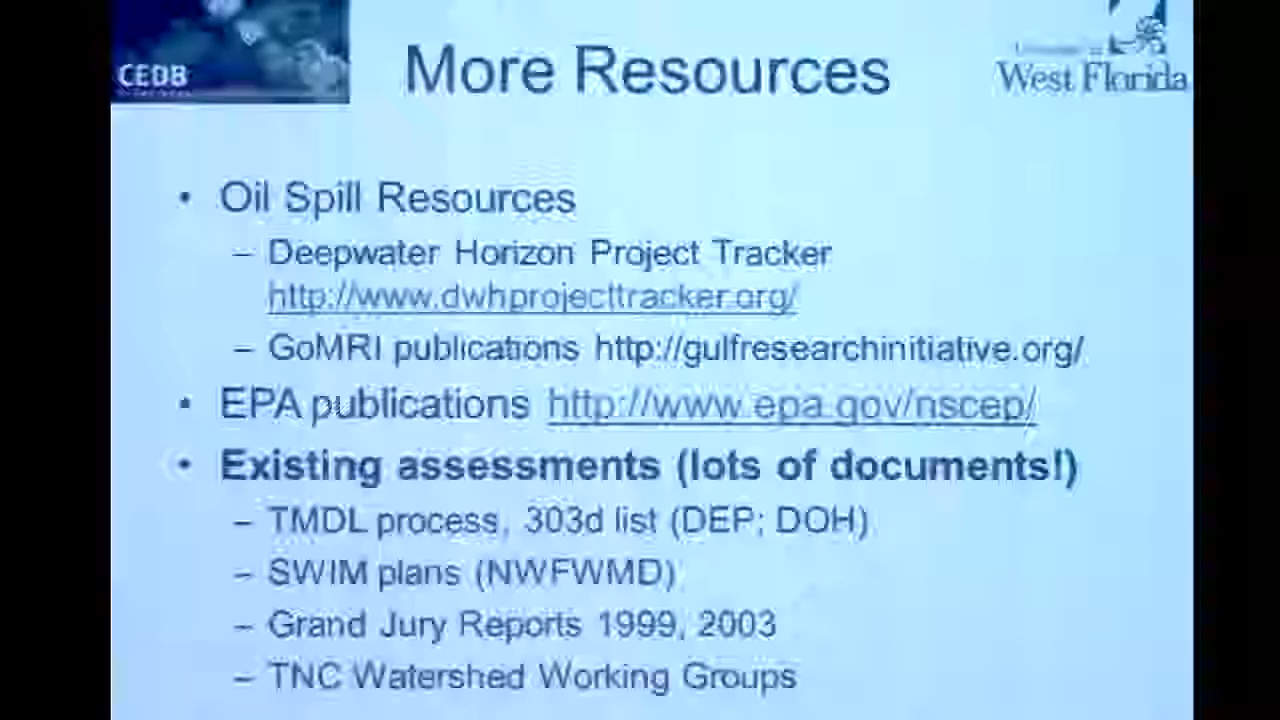 CEDB
More Resources
West Florida
• Oil Spill Resources
– Deepwater Horizon Project Tracker
http://www.dwhprojecttracker.org/
– GoMRI publications http://gulfresearchinitiative.org/
• EPA publications http://www.epa.gov/nscep/
• Existing assessments (lots of documents!)
– TMDL process, 303d list (DEP; DOH)
– SWIM plans (NWFWMD)
– Grand Jury Reports 1999, 2003
– TNC Watershed Working Groups